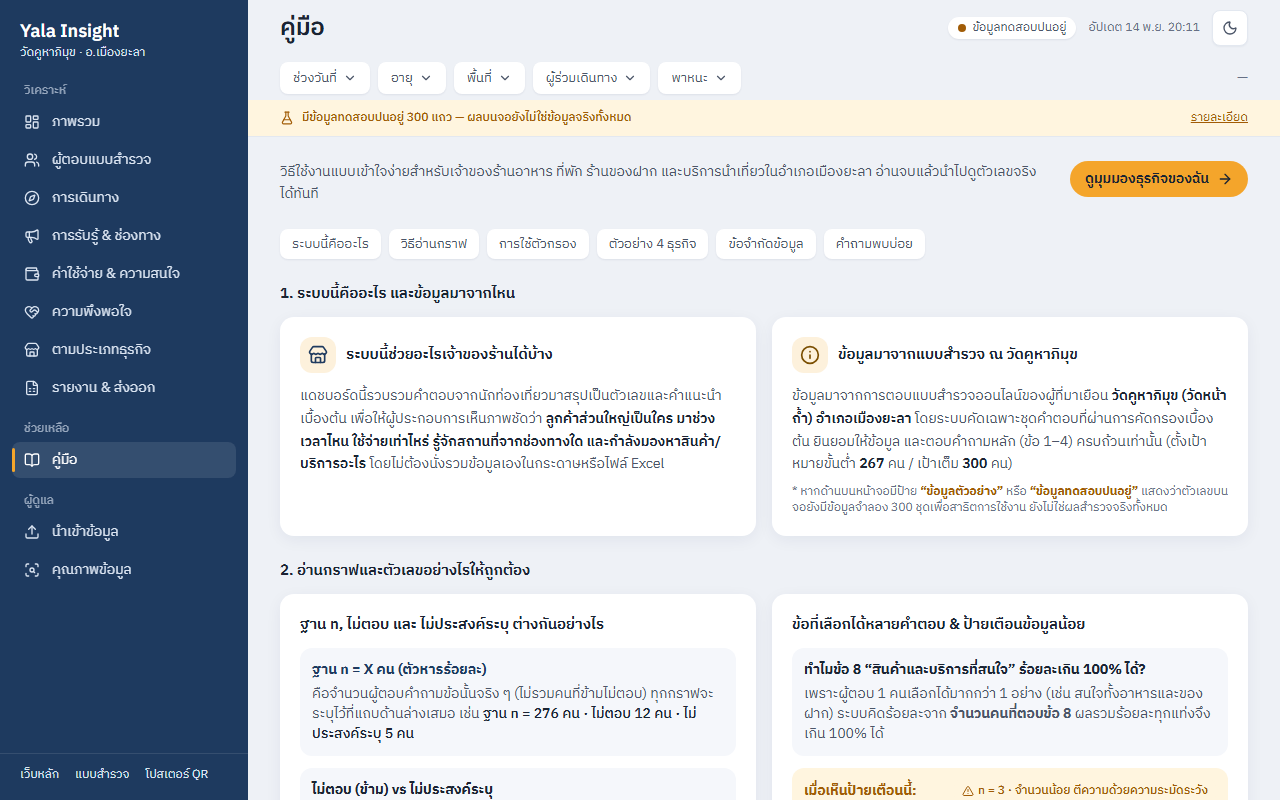 Yala Insight
วัดคูหาภิมุข · อ.เมืองยะลา
วิเคราะห์
ภาพรวม
ผู้ตอบแบบสำรวจ
การเดินทาง
การรับรู้ & ช่องทาง
ค่าใช้จ่าย & ความสนใจ
ความพึงพอใจ
ตามประเภทธุรกิจ
รายงาน & ส่งออก
ช่วยเหลือ
คู่มือ
ผู้ดูแล
นำเข้าข้อมูล
คุณภาพข้อมูล
เว็บหลัก แบบสำรวจ โปสเตอร์ QR
คู่มือ
ข้อมูลทดสอบปนอยู่ อัปเดต 14 พ.ย. 20:11
ช่วงวันที่ อายุ พื้นที่ ผู้ร่วมเดินทาง พาหนะ —
มีข้อมูลทดสอบปนอยู่ 300 แถว — ผลบนจอยังไม่ใช่ข้อมูลจริงทั้งหมด รายละเอียด
วิธีใช้งานแบบเข้าใจง่ายสำหรับเจ้าของร้านอาหาร ที่พัก ร้านของฝาก และบริการนำเที่ยวในอำเภอเมืองยะลา อ่านจบแล้วนำไปดูตัวเลขจริง
ได้ทันที
ดูมุมมองธุรกิจของฉัน →
ระบบนี้คืออะไร วิธีอ่านกราฟ การใช้ตัวกรอง ตัวอย่าง 4 ธุรกิจ ข้อจำกัดข้อมูล คำถามพบบ่อย
1. ระบบนี้คืออะไร และข้อมูลมาจากไหน
ระบบนี้ช่วยอะไรเจ้าของร้านได้บ้าง
แดชบอร์ดนี้รวบรวมคำตอบจากนักท่องเที่ยวมาสรุปเป็นตัวเลขและคำแนะนำ
เบื้องต้น เพื่อให้ผู้ประกอบการเห็นภาพชัดว่า ลูกค้าส่วนใหญ่เป็นใคร มาช่วง
เวลาไหน ใช้จ่ายเท่าไหร่ รู้จักสถานที่จากช่องทางใด และกำลังมองหาสินค้า/
บริการอะไร โดยไม่ต้องนั่งรวมข้อมูลเองในกระดาษหรือไฟล์ Excel
ข้อมูลมาจากแบบสำรวจ ณ วัดคูหาภิมุข
ข้อมูลมาจากการตอบแบบสำรวจออนไลน์ของผู้ที่มาเยือน วัดคูหาภิมุข (วัดหน้า
ถ้ำ) อำเภอเมืองยะลา โดยระบบคัดเฉพาะชุดคำตอบที่ผ่านการคัดกรองเบื้อง
ต้น ยินยอมให้ข้อมูล และตอบคำถามหลัก (ข้อ 1–4) ครบถ้วนเท่านั้น (ตั้งเป้า
หมายขั้นต่ำ 267 คน / เป้าเต็ม 300 คน)
* หากด้านบนหน้าจอมีป้าย “ข้อมูลตัวอย่าง” หรือ “ข้อมูลทดสอบปนอยู่” แสดงว่าตัวเลขบน
จอยังมีข้อมูลจำลอง 300 ชุดเพื่อสาธิตการใช้งาน ยังไม่ใช่ผลสำรวจจริงทั้งหมด
2. อ่านกราฟและตัวเลขอย่างไรให้ถูกต้อง
ฐาน n, ไม่ตอบ และ ไม่ประสงค์ระบุ ต่างกันอย่างไร
ฐาน n = X คน (ตัวหารร้อยละ)
คือจำนวนผู้ตอบคำถามข้อนั้นจริง ๆ (ไม่รวมคนที่ข้ามไม่ตอบ) ทุกกราฟจะ
ระบุไว้ที่แถบด้านล่างเสมอ เช่น ฐาน n = 276 คน · ไม่ตอบ 12 คน · ไม่
ประสงค์ระบุ 5 คน
ไม่ตอบ (ข้าม) vs ไม่ประสงค์ระบุ
ข้อที่เลือกได้หลายคำตอบ & ป้ายเตือนข้อมูลน้อย
ทำไมข้อ 8 “สินค้าและบริการที่สนใจ” ร้อยละเกิน 100% ได้?
เพราะผู้ตอบ 1 คนเลือกได้มากกว่า 1 อย่าง (เช่น สนใจทั้งอาหารและของ
ฝาก) ระบบคิดร้อยละจาก จำนวนคนที่ตอบข้อ 8 ผลรวมร้อยละทุกแท่งจึง
เกิน 100% ได้
เมื่อเห็นป้ายเตือนนี้: n = 3 · จำนวนน้อย ตีความด้วยความระมัดระวัง